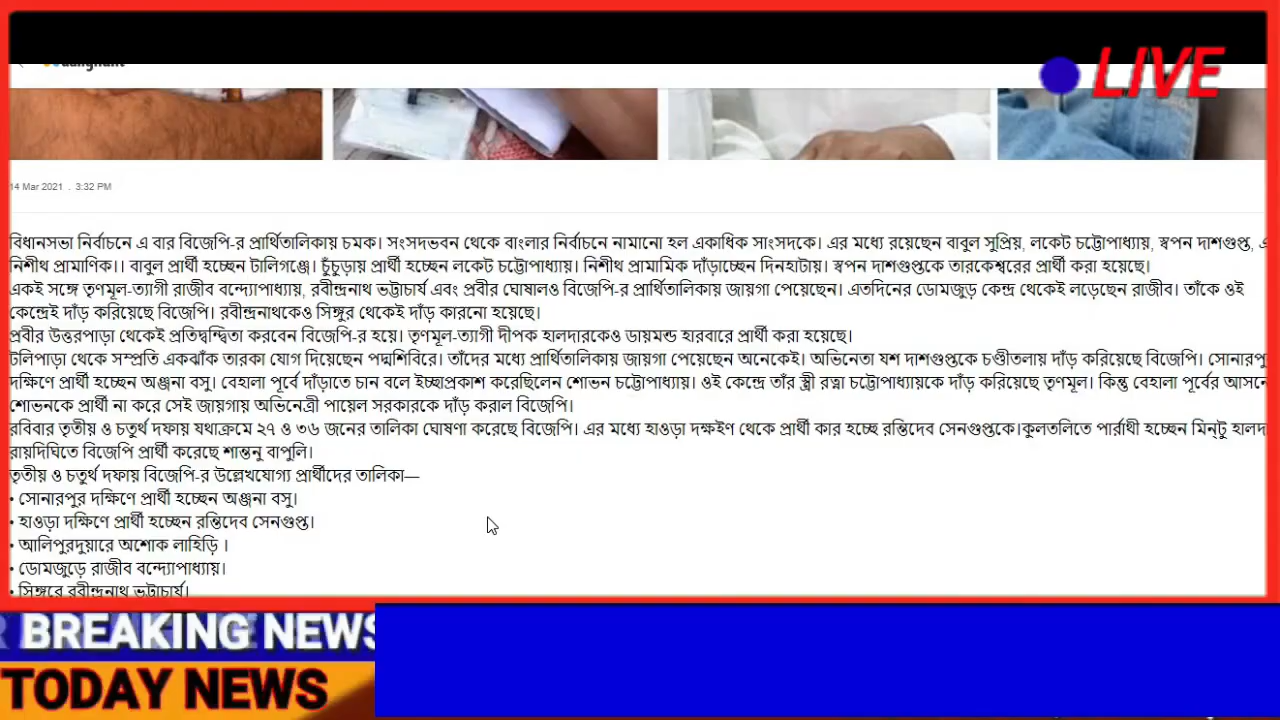 LIVE
14 Mar 2021 . 3:32 PM
বিধানসভা নির্বাচনে এ বার বিজেপি-র প্রার্থিতালিকায় চমক। সংসদভবন থেকে বাংলার নির্বাচনে নামানো হল একাধিক সাংসদকে। এর মধ্যে রয়েছেন বাবুল সুপ্রিয়, লকেট চট্টোপাধ্যায়, স্বপন দাশগুপ্ত,
নিশীথ প্রামাণিক।। বাবুল প্রার্থী হচ্ছেন টালিগঞ্জে। চুঁচুড়ায় প্রার্থী হচ্ছেন লকেট চট্টোপাধ্যায়। নিশীথ প্রামামিক দাঁড়াচ্ছেন দিনহাটায়। স্বপন দাশগুপ্তকে তারকেশ্বরের প্রার্থী করা হয়েছে।
একই সঙ্গে তৃণমূল-ত্যাগী রাজীব বন্দ্যোপাধ্যায়, রবীন্দ্রনাথ ভট্টাচার্য এবং প্রবীর ঘোষালও বিজেপি-র প্রার্থিতালিকায় জায়গা পেয়েছেন। এতদিনের ডোমজুড় কেন্দ্র থেকেই লড়েছেন রাজীব। তাঁকে ওই
কেন্দ্রেই দাঁড় করিয়েছে বিজেপি। রবীন্দ্রনাথকেও সিঙ্গুর থেকেই দাঁড় কারনো হয়েছে।
প্রবীর উত্তরপাড়া থেকেই প্রতিদ্বন্দ্বিতা করবেন বিজেপি-র হয়ে। তৃণমূল-ত্যাগী দীপক হালদারকেও ডায়মন্ড হারবারে প্রার্থী করা হয়েছে।
টলিপাড়া থেকে সম্প্রতি একঝাঁক তারকা যোগ দিয়েছেন পদ্মশিবিরে। তাঁদের মধ্যে প্রার্থিতালিকায় জায়গা পেয়েছেন অনেকেই। অভিনেতা যশ দাশগুপ্তকে চণ্ডীতলায় দাঁড় করিয়েছে বিজেপি। সোনারপু
দক্ষিণে প্রার্থী হচ্ছেন অঞ্জনা বসু। বেহালা পূর্বে দাঁড়াতে চান বলে ইচ্ছাপ্রকাশ করেছিলেন শোভন চট্টোপাধ্যায়। ওই কেন্দ্রে তাঁর স্ত্রী রত্না চট্টোপাধ্যায়কে দাঁড় করিয়েছে তৃণমূল। কিন্তু বেহালা পূর্বের আসনে
শোভনকে প্রার্থী না করে সেই জায়গায় অভিনেত্রী পায়েল সরকারকে দাঁড় করাল বিজেপি।
রবিবার তৃতীয় ও চতুর্থ দফায় যথাক্রমে ২৭ ও ৩৬ জনের তালিকা ঘোষণা করেছে বিজেপি। এর মধ্যে হাওড়া দক্ষইণ থেকে প্রার্থী কার হচ্ছে রন্তিদেব সেনগুপ্তকে।কুলতলিতে পার্রাথী হচ্ছেন মিন্টু হালদা
রায়দিঘিতে বিজেপি প্রার্থী করেছে শান্তনু বাপুলি।
তৃতীয় ও চতুর্থ দফায় বিজেপি-র উল্লেখযোগ্য প্রার্থীদের তালিকা—
• সোনারপুর দক্ষিণে প্রার্থী হচ্ছেন অঞ্জনা বসু।
• হাওড়া দক্ষিণে প্রার্থী হচ্ছেন রন্তিদেব সেনগুপ্ত।
• আলিপুরদুয়ারে অশোক লাহিড়ি ।
• ডোমজুড়ে রাজীব বন্দ্যোপাধ্যায়।
• সিঙ্গুরে রবীন্দ্রনাথ ভট্টাচার্য।
BREAKING NEWS
TODAY NEWS